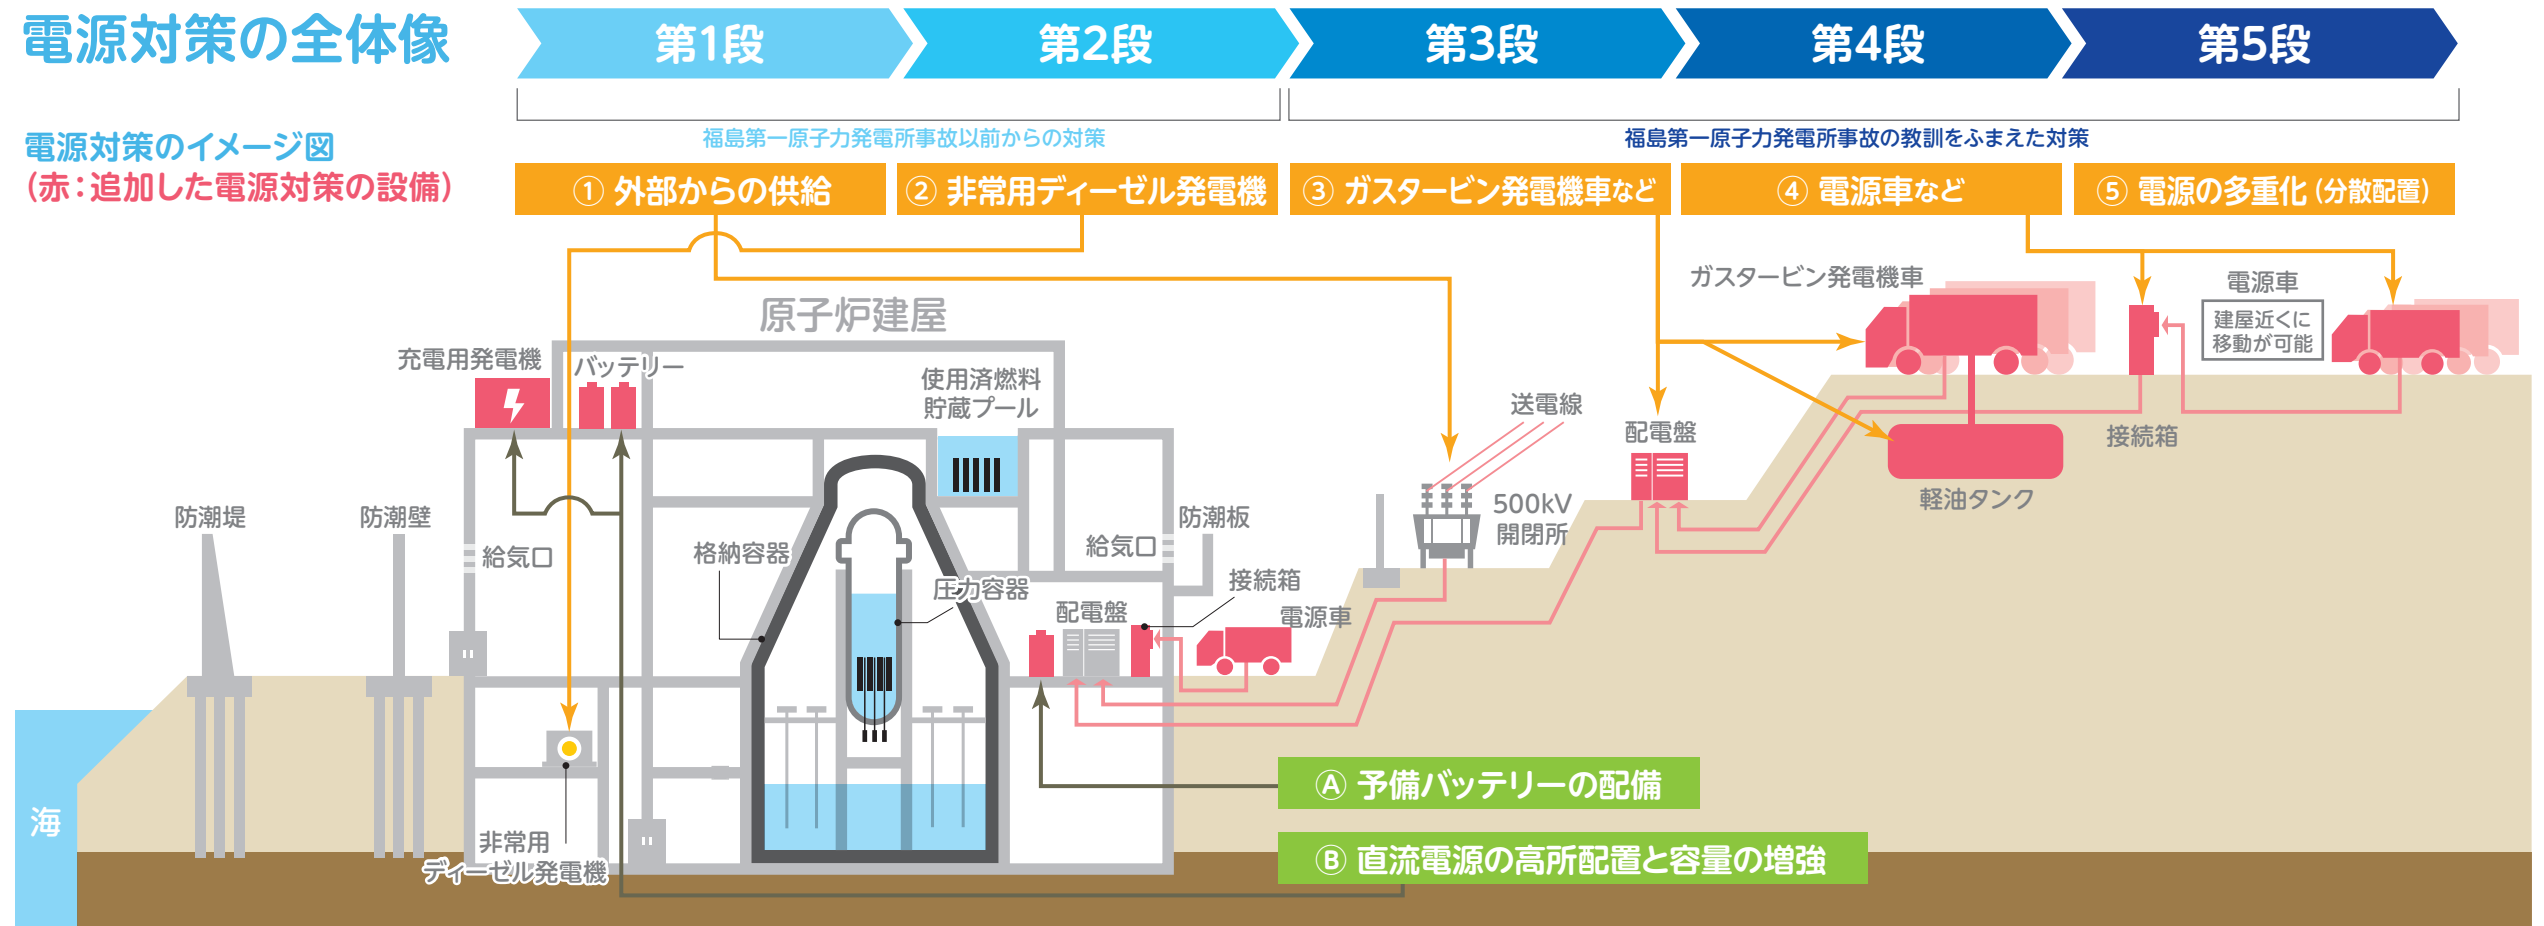 電源対策の全体像
第1段
第2段
第3段
第4段
第5段
福島第一原子力発電所事故以前からの対策
福島第一原子力発電所事故の教訓をふまえた対策
電源対策のイメージ図
(赤：追加した電源対策の設備)
① 外部からの供給
② 非常用ディーゼル発電機
③ ガスタービン発電機車など
④ 電源車など
⑤ 電源の多重化 (分散配置)
ガスタービン発電機車
電源車
建屋近くに
移動が可能
原子炉建屋
充電用発電機
バッテリー
使用済燃料
貯蔵プール
送電線
配電盤
接続箱
軽油タンク
500kV
開閉所
防潮堤
防潮壁
給気口
格納容器
圧力容器
給気口
防潮板
接続箱
配電盤
電源車
Ⓐ 予備バッテリーの配備
海
非常用
ディーゼル発電機
Ⓑ 直流電源の高所配置と容量の増強